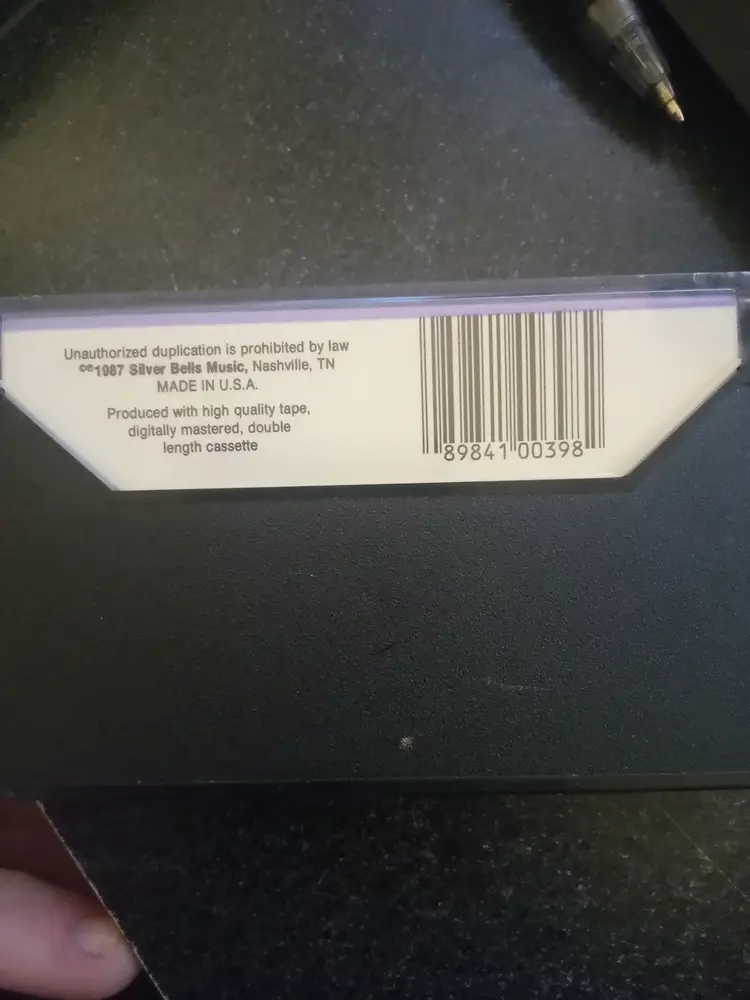 Unauthorized duplication is prohibited by law
©℗1987 Silver Bells Music, Nashville, TN
MADE IN U.S.A.
Produced with high quality tape,
digitally mastered, double
length cassette
89841 00398